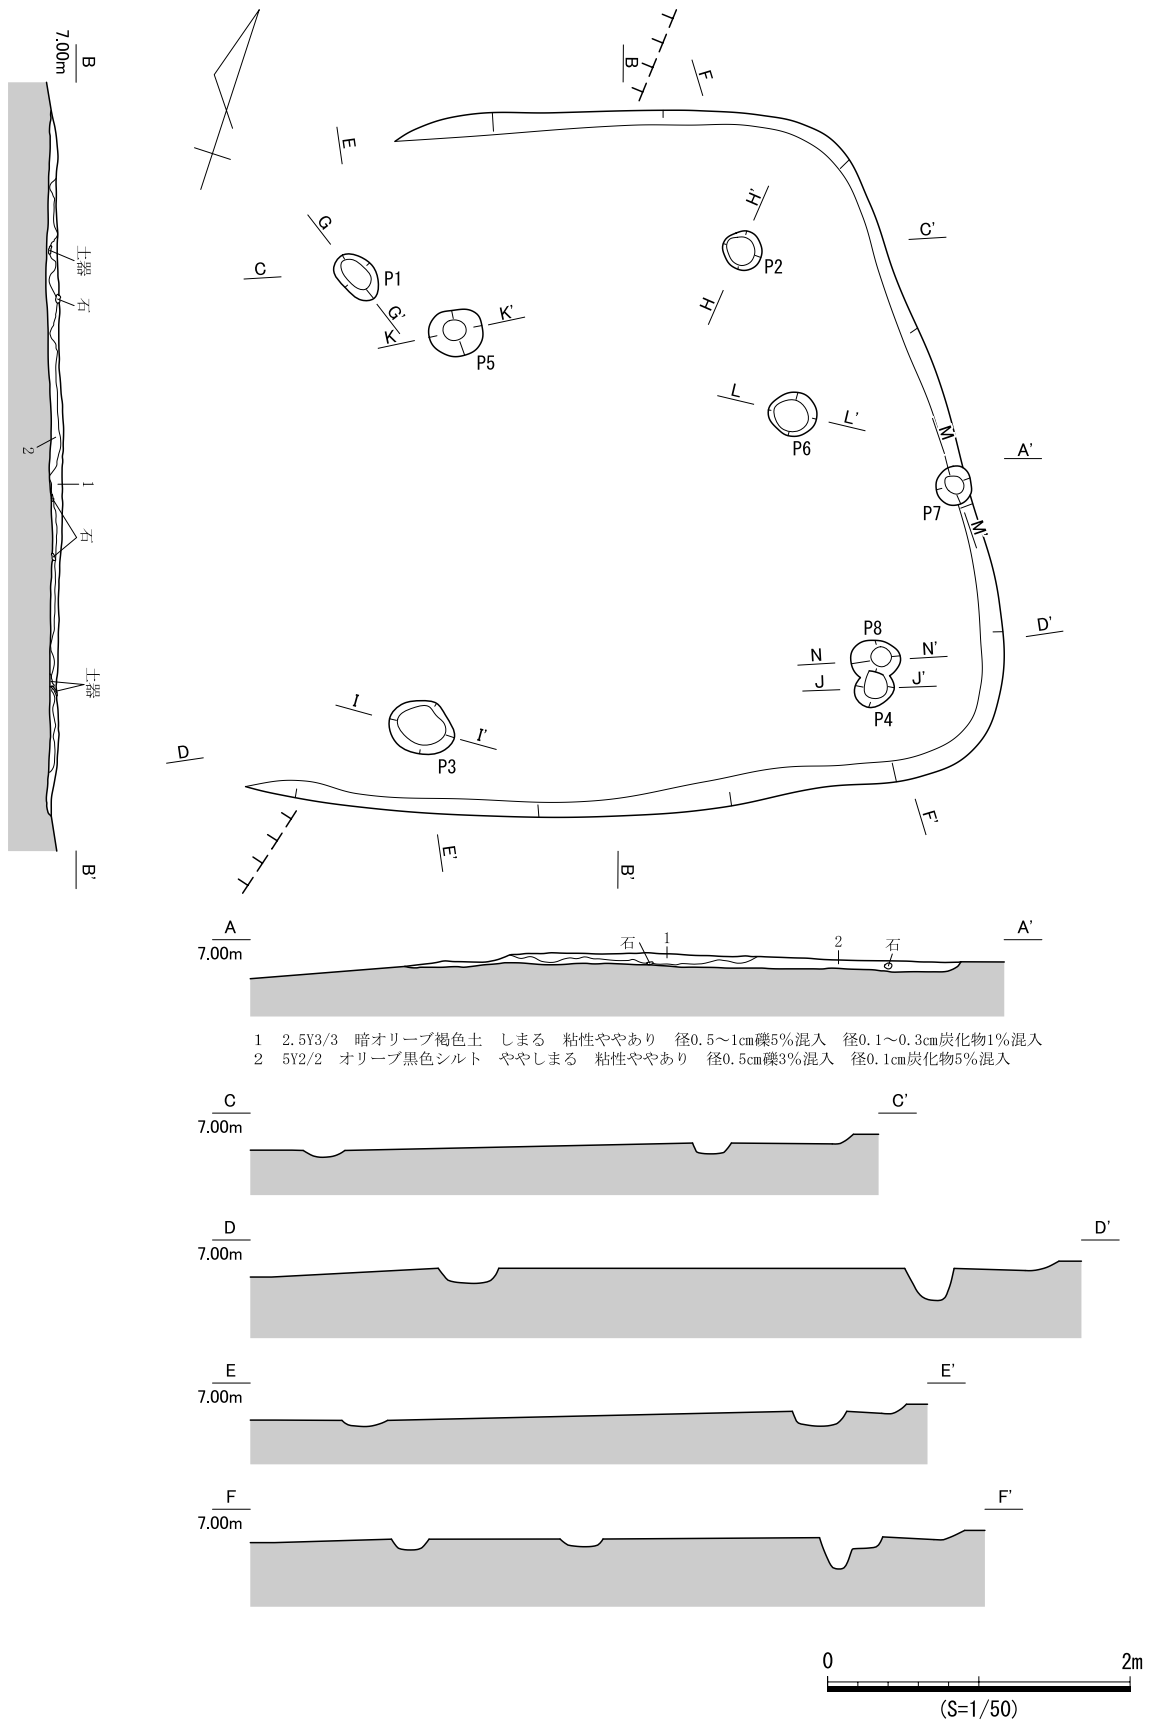 B
7.00m
土器
石
2
1
石
土器
B'
B
F
E
H'
G
C'
C
P1
P2
G'
H
K
K'
P5
L
L'
P6
M
A'
P7
M'
P8
D'
N
N'
J
J'
P4
I
I'
P3
D
F'
E'
B'
A
7.00m
石
1
2
石
A'
1 2.5Y3/3 暗オリーブ褐色土 しまる 粘性ややあり 径0.5～1cm礫5%混入 径0.1～0.3cm炭化物1%混入
2 5Y2/2 オリーブ黒色シルト ややしまる 粘性ややあり 径0.5cm礫3%混入 径0.1cm炭化物5%混入
C
7.00m
C'
D
7.00m
D'
E
7.00m
E'
F
7.00m
F'
0 2m
(S=1/50)